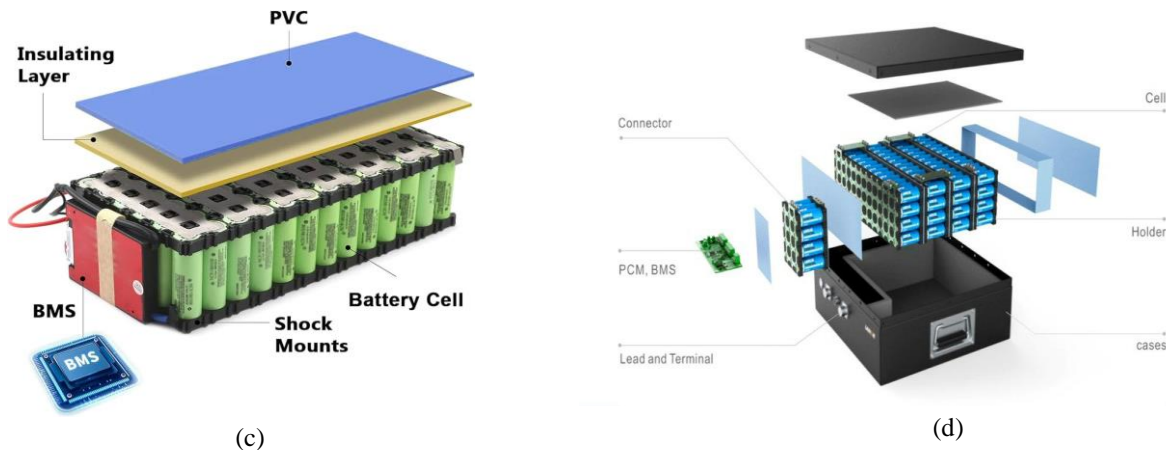 PVC
Insulating
Layer
BMS
BMS
Shock
Mounts
Battery Cell
(c)
Connector
Cell
PCM, BMS
Holder
Lead and Terminal
cases
(d)